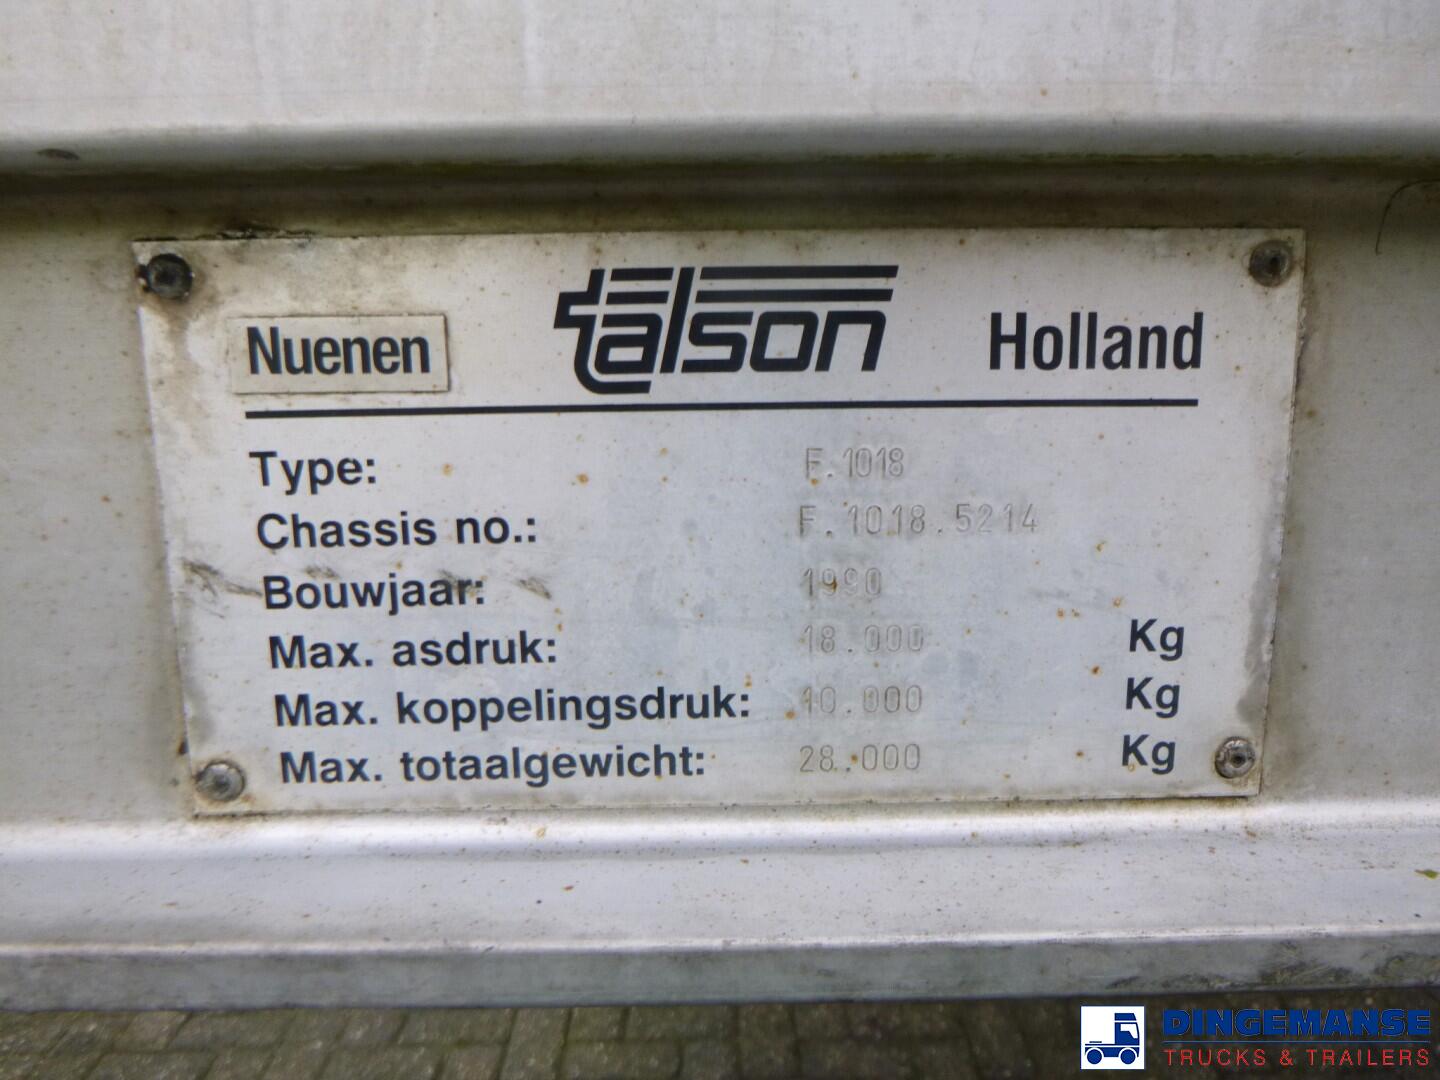 Nuenen talson Holland
Type: F.1018
Chassis no.: F.1018.5214
Bouwjaar: 1990
Max. asdruk: 18.000 Kg
Max. koppelingsdruk: 10.000 Kg
Max. totaalgewicht: 28.000 Kg
DINGEMANSE
TRUCKS & TRAILERS